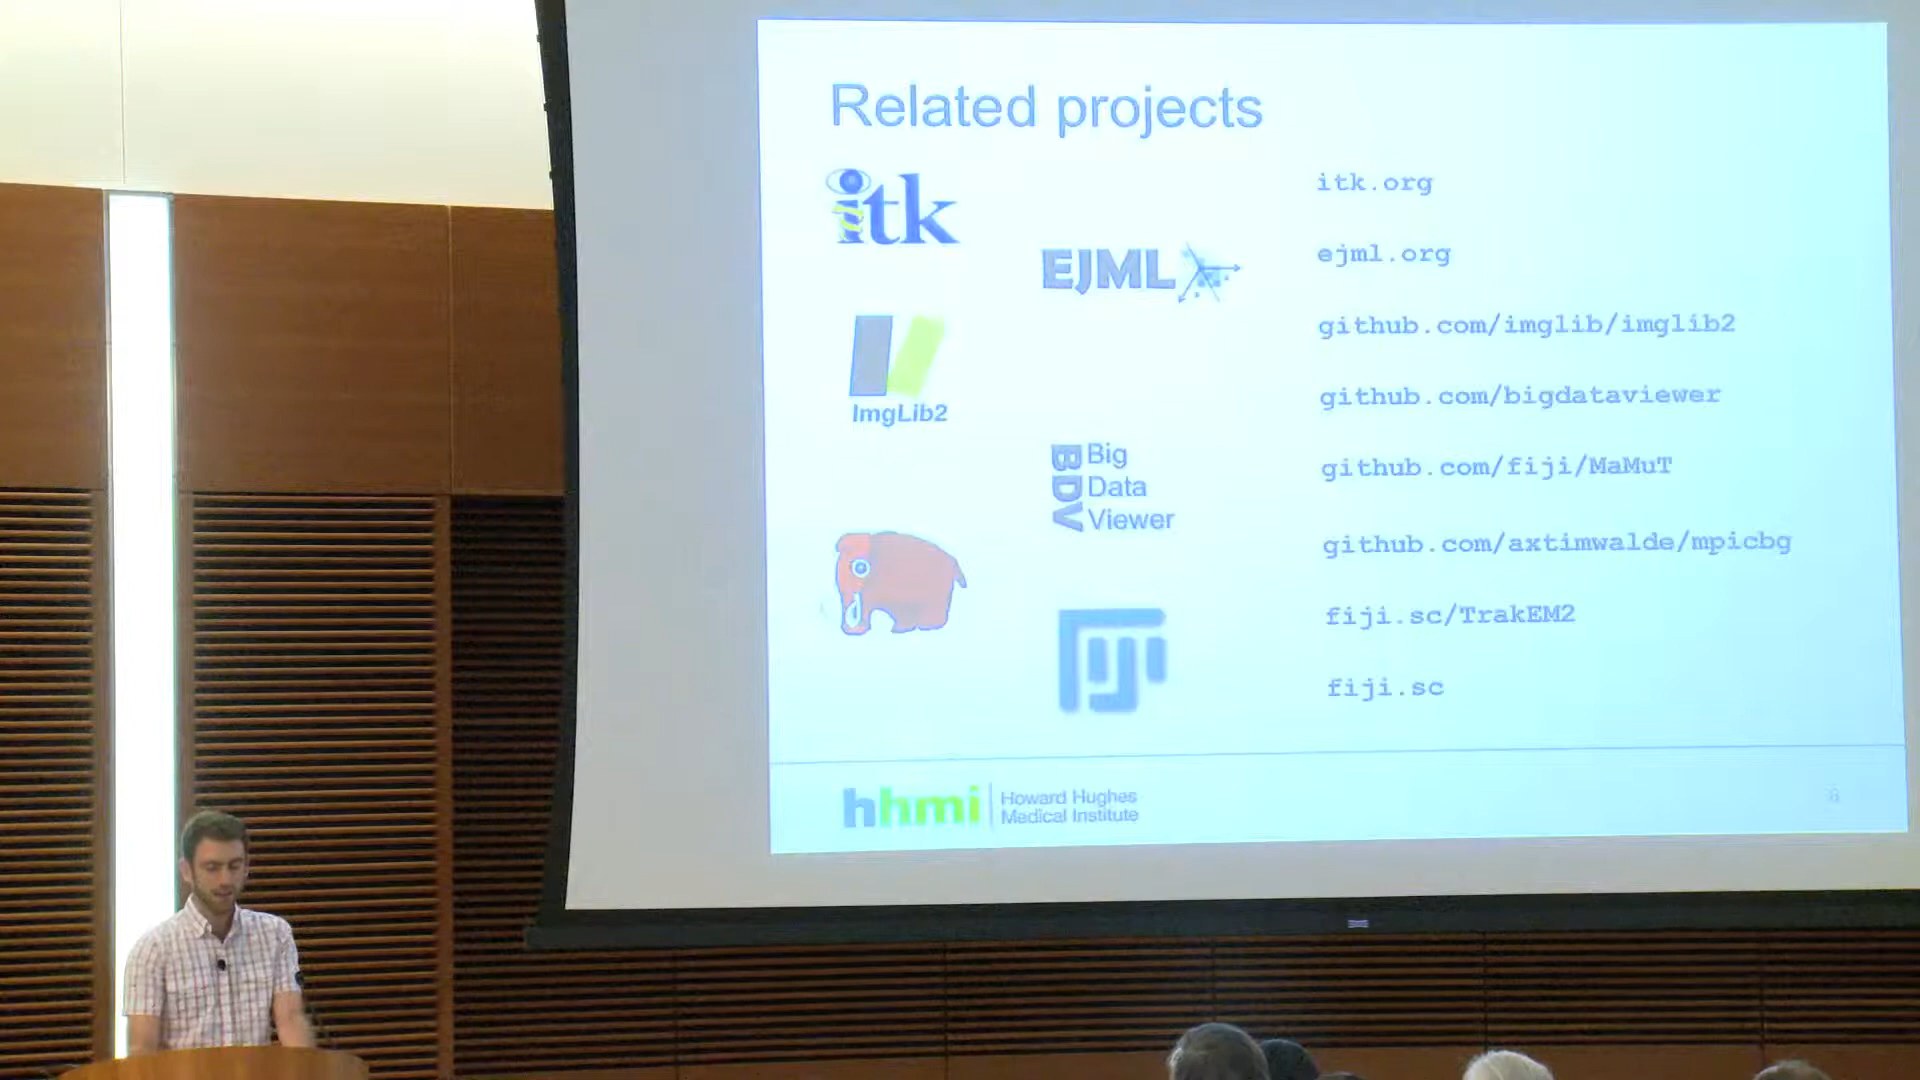 Related projects
itk
itk.org
EJML
ejml.org
ImgLib2
github.com/imglib/imglib2
github.com/bigdataviewer
BDV
Big
Data
Viewer
github.com/fiji/MaMuT
github.com/axtimwalde/mpicbg
fiji.sc/TrakEM2
FIJI
fiji.sc
hhmi
Howard Hughes
Medical Institute